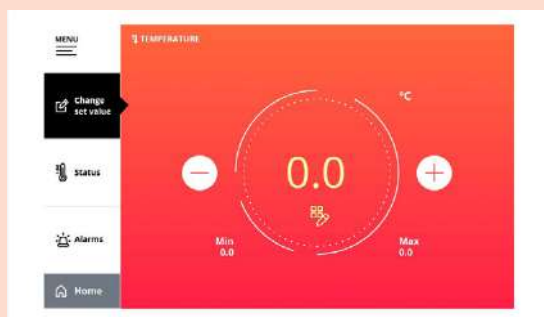 MENU
TEMPERATURE
Change
set value
°C
Status
0.0
Alarms
Min
0.0
Max
0.0
Home